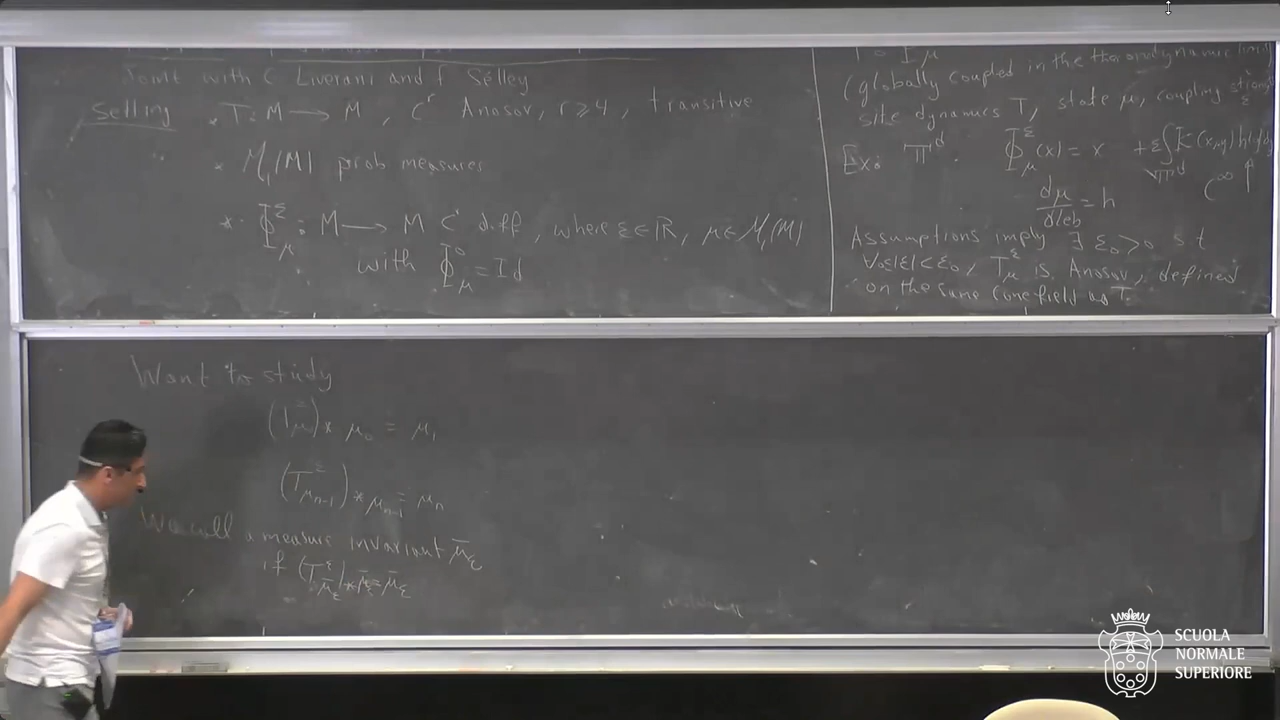 Joint with C Liverani and F Sélley
Setting * T: M → M , C^r Anosov, r ≥ 4, transitive
* M_1(M) prob measures
* Φ^ε_μ : M → M C^r diff, where ε∈ℝ, μ∈M_1(M)
with Φ^0_μ = Id
(globally coupled in the thermodynamic limit
site dynamics T, state μ, coupling strength ε
Ex: 𝕋^d. Φ^ε_μ(x) = x + ε∫_{𝕋^d} K(x,y) h(y) dy
C^∞ ↑
dμ/dLeb = h
Assumptions imply ∃ ε_0 > 0 s.t
∀ 0≤|ε|<ε_0, T^ε_μ is Anosov, defined
on the same conefield as T
Want to study
(T^ε_{μ_0})_* μ_0 = μ_1
(T^ε_{μ_{n-1}})_* μ_{n-1} = μ_n
We call a measure invariant μ̄_ε
if (T^ε_{μ̄_ε})_* μ̄_ε = μ̄_ε
SCUOLA
NORMALE
SUPERIORE